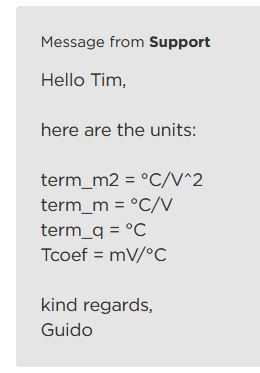 Message from Support
Hello Tim,
here are the units:
term_m2 = °C/V^2
term_m = °C/V
term_q = °C
Tcoef = mV/°C
kind regards,
Guido